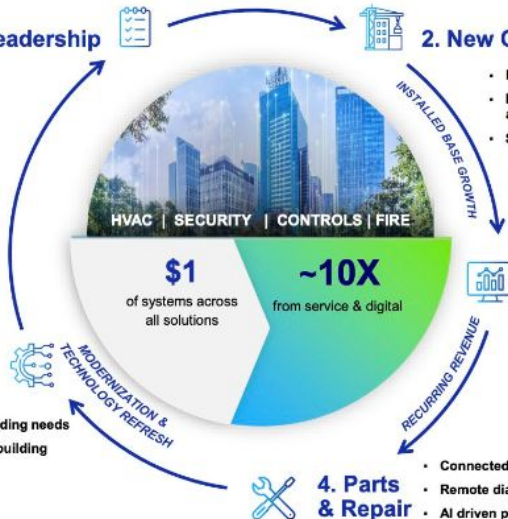 eadership
2. New
INSTALLED BASE GROWTH
HVAC | SECURITY | CONTROLS | FIRE
$1
of systems across
all solutions
~10X
from service & digital
RECURRING REVENUE
MODERNIZATION &
TECHNOLOGY REFRESH
ding needs
building
4. Parts
& Repair
• Connected
• Remote dia
• AI driven p